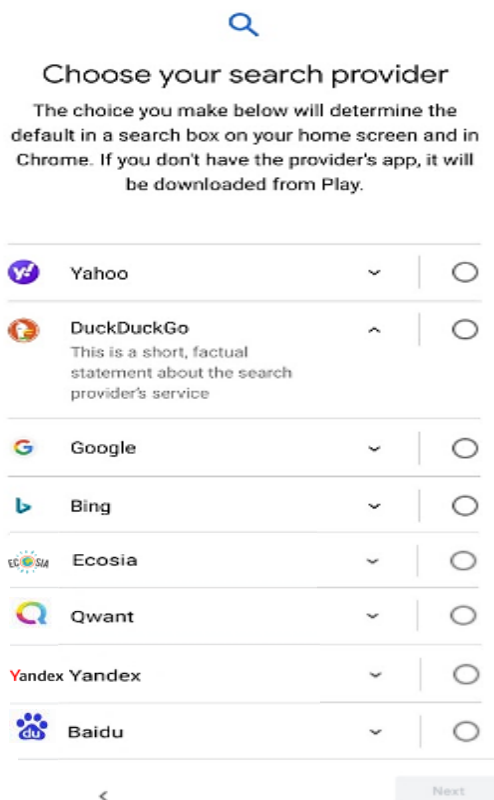 Choose your search provider
The choice you make below will determine the
default in a search box on your home screen and in
Chrome. If you don't have the provider's app, it will
be downloaded from Play.
y! Yahoo
DuckDuckGo
This is a short, factual
statement about the search
provider's service
G Google
b Bing
ECOSIA Ecosia
Qwant
Yandex Yandex
du Baidu
Next